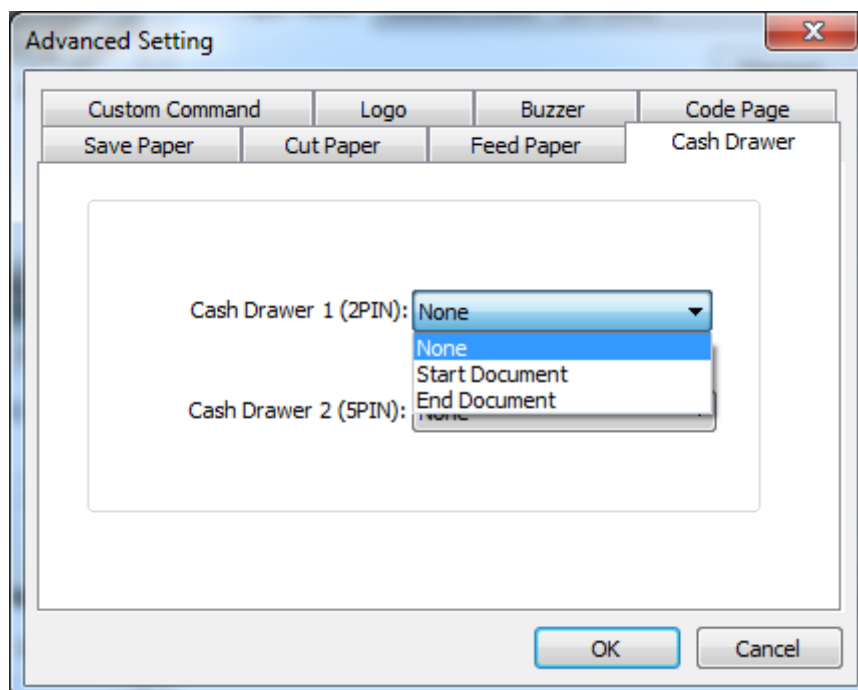 Advanced Setting
Custom Command Logo Buzzer Code Page
Save Paper Cut Paper Feed Paper Cash Drawer
Cash Drawer 1 (2PIN): None
None
Start Document
End Document
Cash Drawer 2 (5PIN): None
OK Cancel